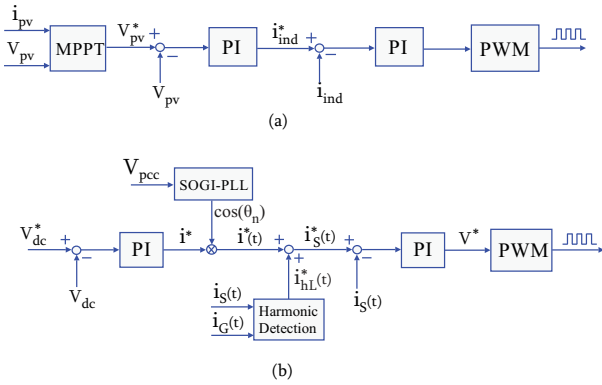 i_pv
V_pv
MPPT
V*_pv
+
−
V_pv
PI
i*_ind
+
−
i_ind
PI
PWM
(a)
V_pcc
SOGI-PLL
cos(θ_n)
V*_dc
+
−
V_dc
PI
i*
i*(t)
+
+
i*_hL(t)
i_S(t)
i_G(t)
Harmonic
Detection
i*_S(t)
+
−
i_S(t)
PI
V*
PWM
(b)